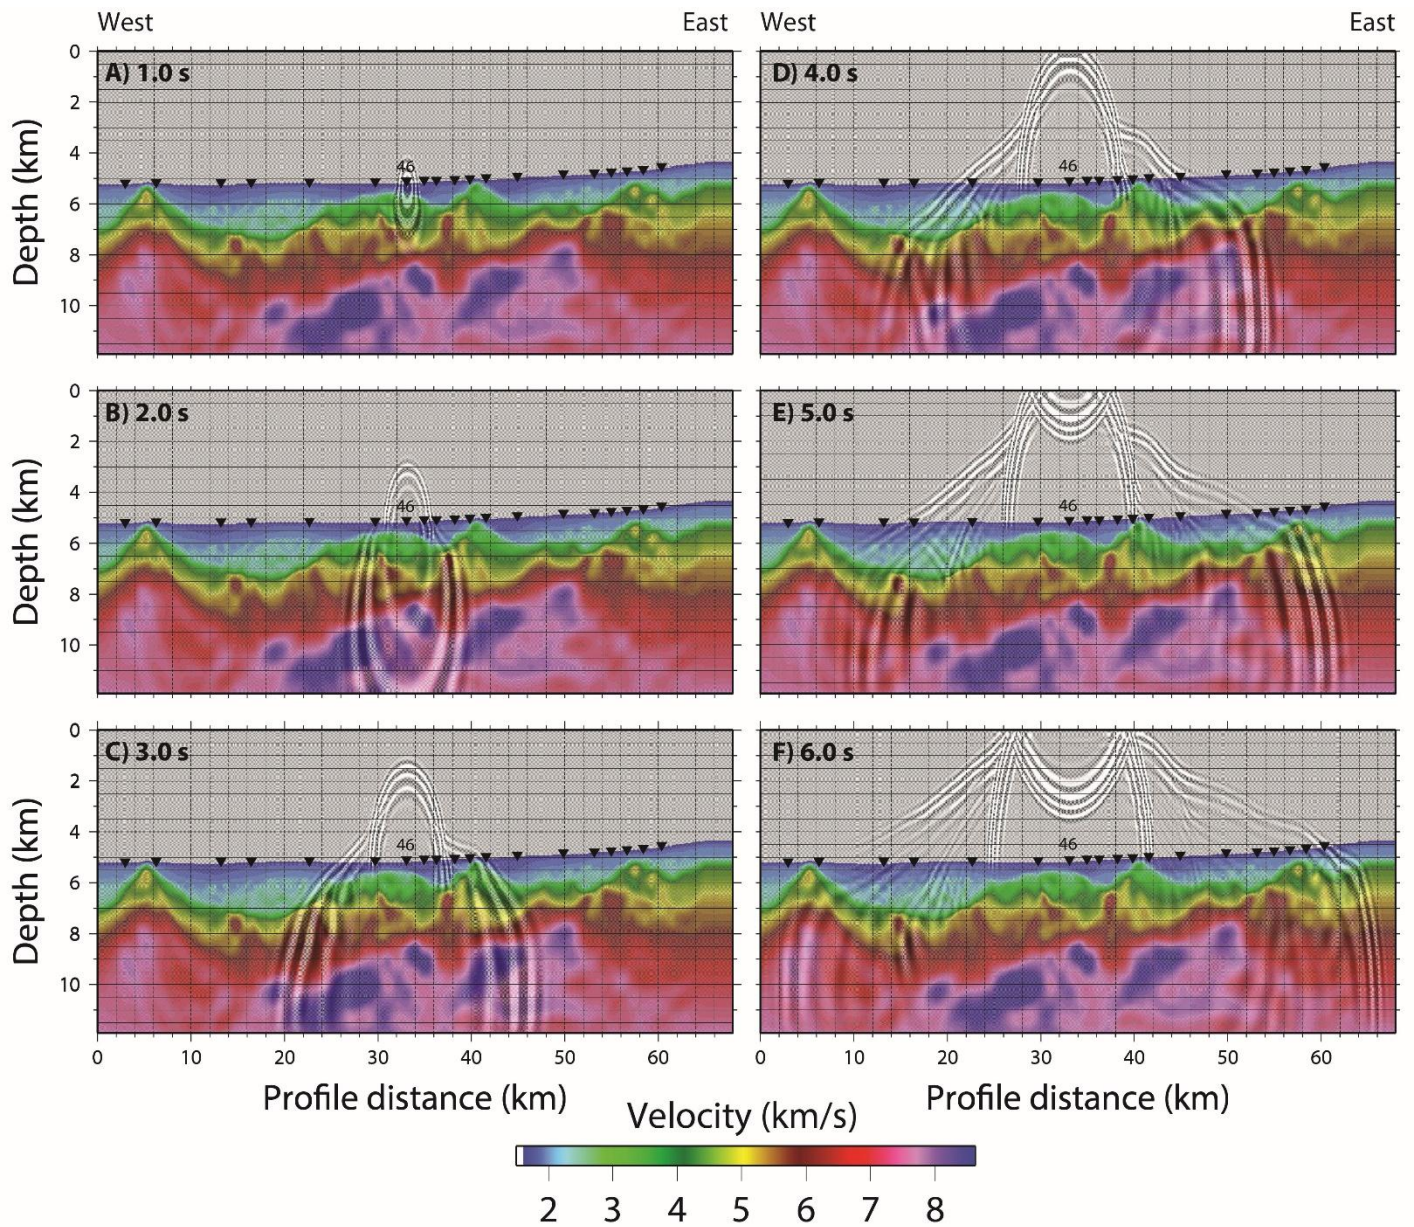 West East West East
A) 1.0 s
D) 4.0 s
0
2
4
6
8
10
Depth (km)
46
46
B) 2.0 s
E) 5.0 s
0
2
4
6
8
10
Depth (km)
46
46
C) 3.0 s
F) 6.0 s
0
2
4
6
8
10
Depth (km)
46
46
0 10 20 30 40 50 60 0 10 20 30 40 50 60
Profile distance (km) Profile distance (km)
Velocity (km/s)
2 3 4 5 6 7 8